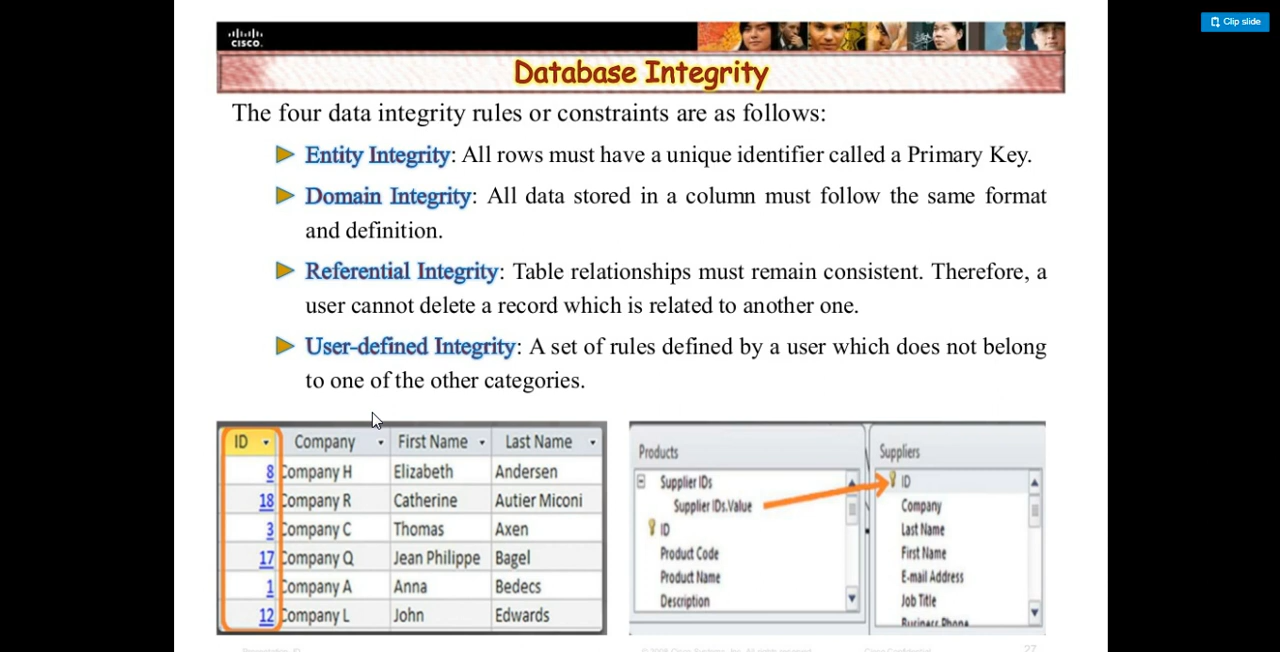 Clip slide
CISCO.
Database Integrity
The four data integrity rules or constraints are as follows:
Entity Integrity: All rows must have a unique identifier called a Primary Key.
Domain Integrity: All data stored in a column must follow the same format
and definition.
Referential Integrity: Table relationships must remain consistent. Therefore, a
user cannot delete a record which is related to another one.
User-defined Integrity: A set of rules defined by a user which does not belong
to one of the other categories.
ID Company First Name Last Name
8 Company H Elizabeth Andersen
18 Company R Catherine Autier Miconi
3 Company C Thomas Axen
17 Company Q Jean Philippe Bagel
1 Company A Anna Bedecs
12 Company L John Edwards
Products
Supplier IDs
Supplier IDs.Value
ID
Product Code
Product Name
Description
Suppliers
ID
Company
Last Name
First Name
E-mail Address
Job Title
Business Phone
27